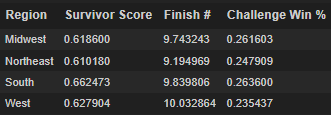 Region Survivor Score Finish # Challenge Win %
Midwest 0.618600 9.743243 0.261603
Northeast 0.610180 9.194969 0.247909
South 0.662473 9.839806 0.263600
West 0.627904 10.032864 0.235437